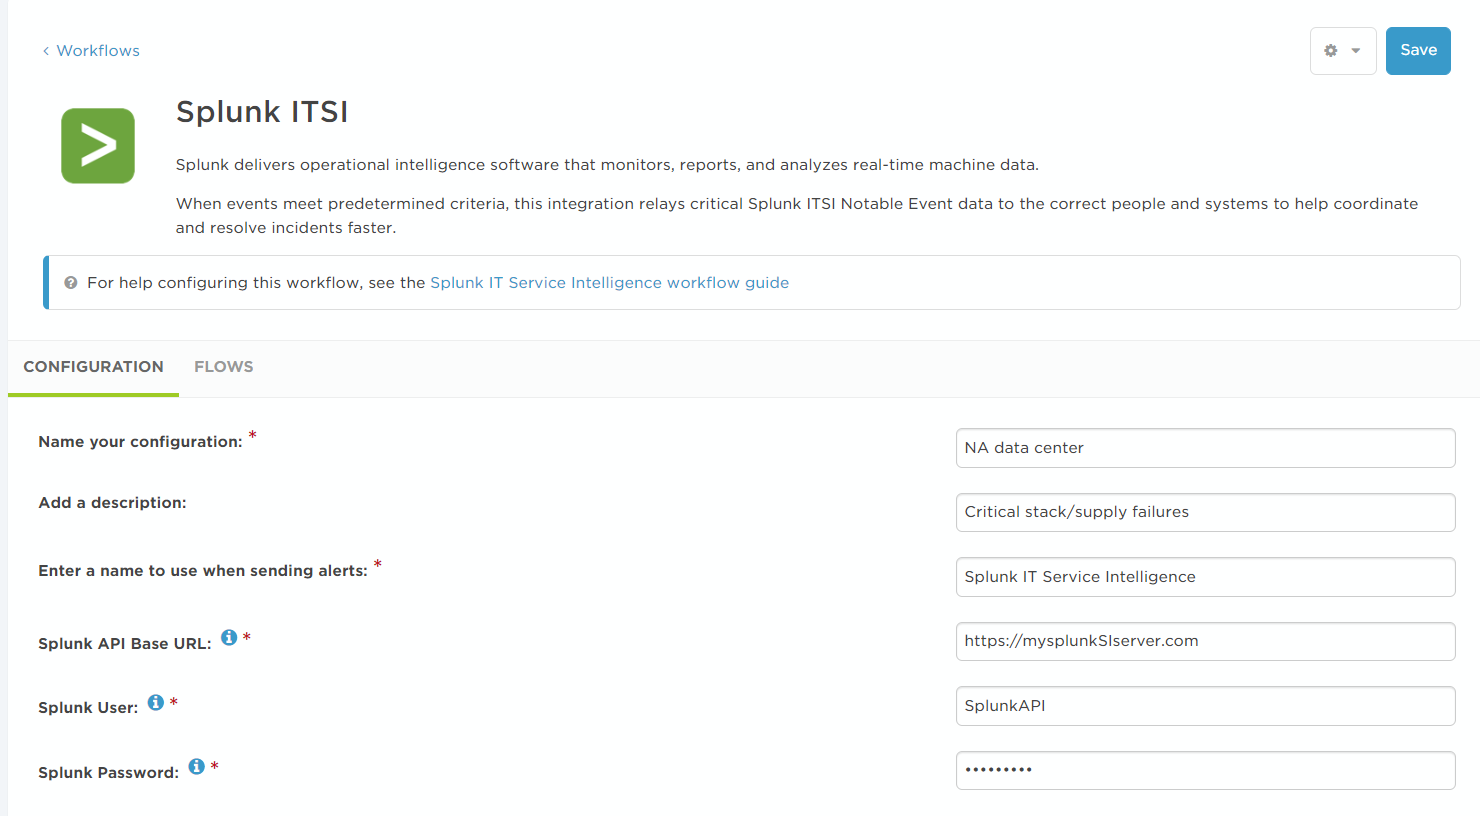 ‹ Workflows
Save
Splunk ITSI
Splunk delivers operational intelligence software that monitors, reports, and analyzes real-time machine data.
When events meet predetermined criteria, this integration relays critical Splunk ITSI Notable Event data to the correct people and systems to help coordinate
and resolve incidents faster.
For help configuring this workflow, see the Splunk IT Service Intelligence workflow guide
CONFIGURATION FLOWS
Name your configuration: *
NA data center
Add a description:
Critical stack/supply failures
Enter a name to use when sending alerts: *
Splunk IT Service Intelligence
Splunk API Base URL: *
https://mysplunkSIserver.com
Splunk User: *
SplunkAPI
Splunk Password: *
•••••••••